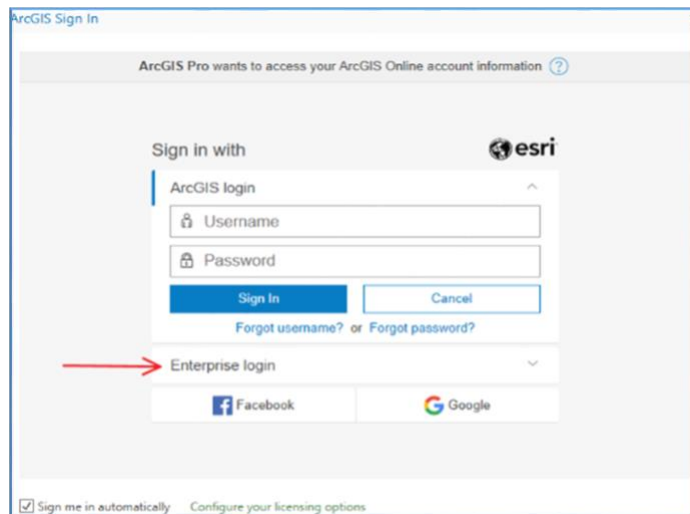 ArcGIS Sign In
ArcGIS Pro wants to access your ArcGIS Online account information ?
Sign in with esri
ArcGIS login
Username
Password
Sign In Cancel
Forgot username? or Forgot password?
Enterprise login
Facebook Google
Sign me in automatically Configure your licensing options